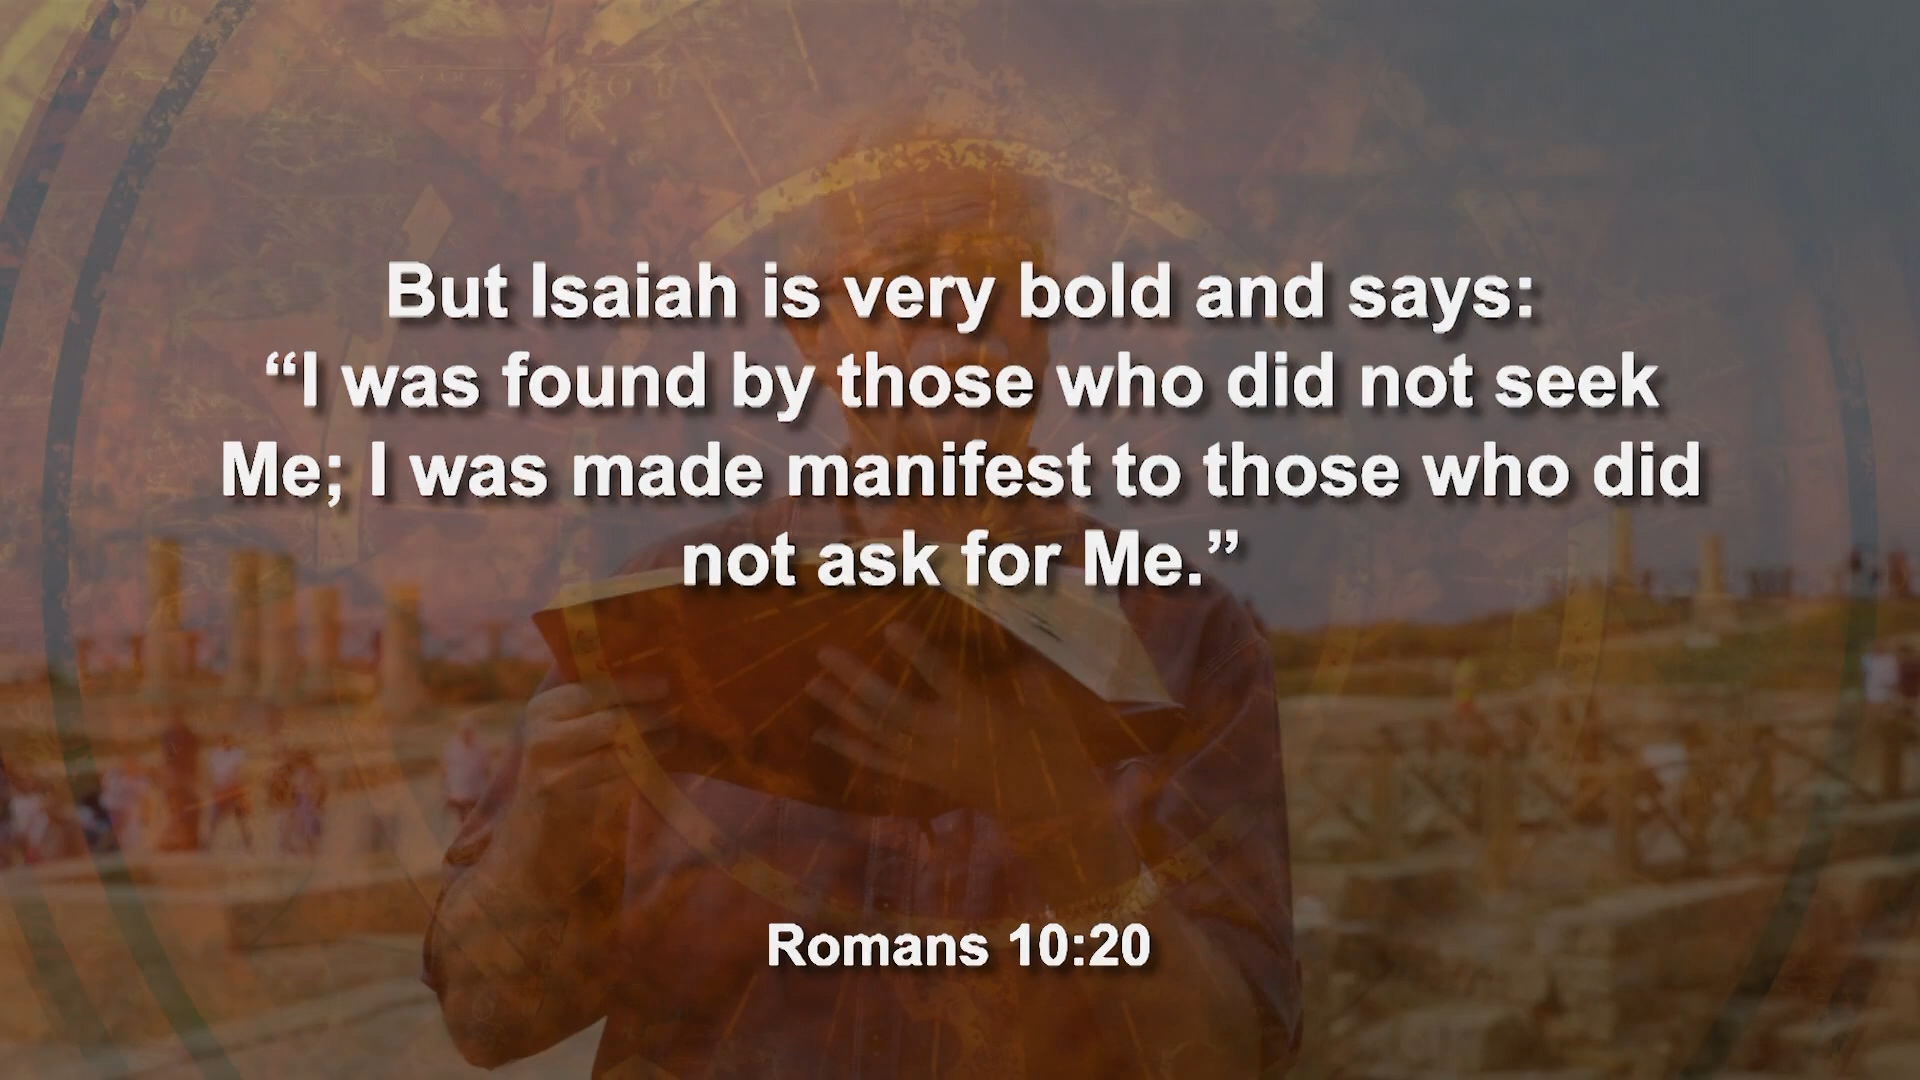 But Isaiah is very bold and says:
“I was found by those who did not seek
Me; I was made manifest to those who did
not ask for Me.”
Romans 10:20